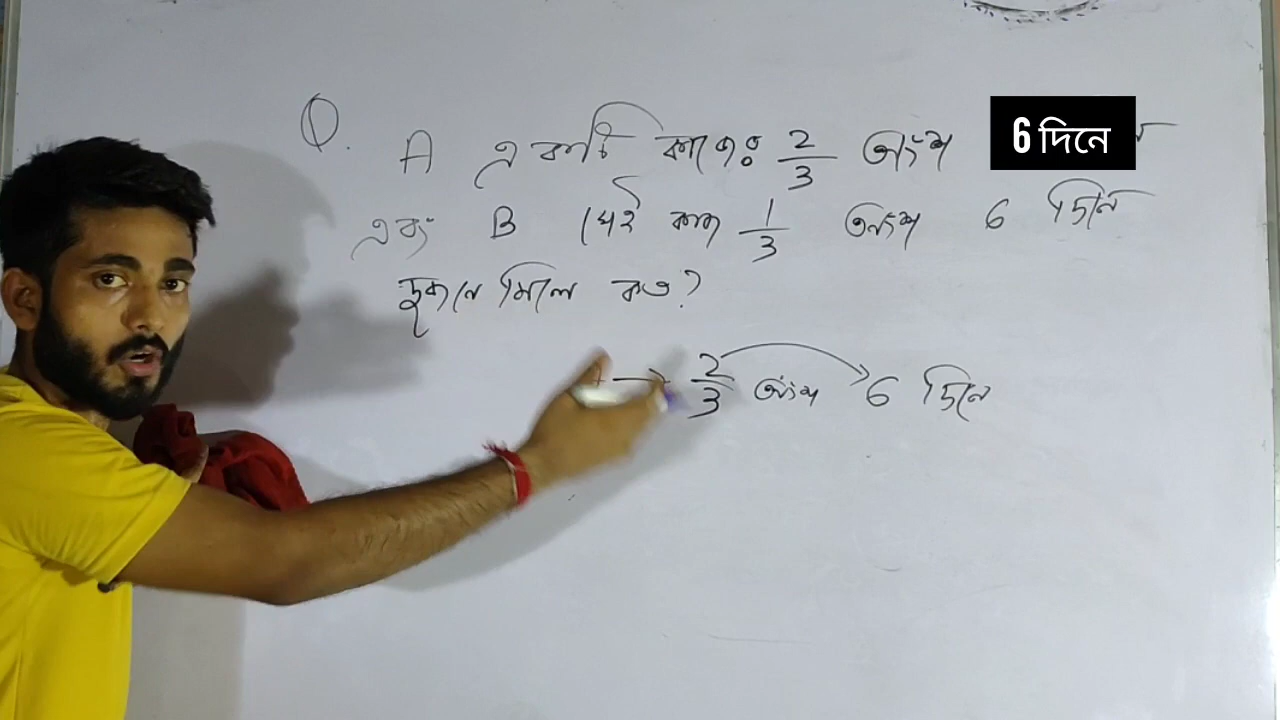 Q. A একটি কাজের 2/3 অংশ 6 দিনে
এবং B সেই কাজ 1/3 অংশ 6 দিনে
দুজনে মিলে কত?
→ 2/3 অংশ 6 দিনে